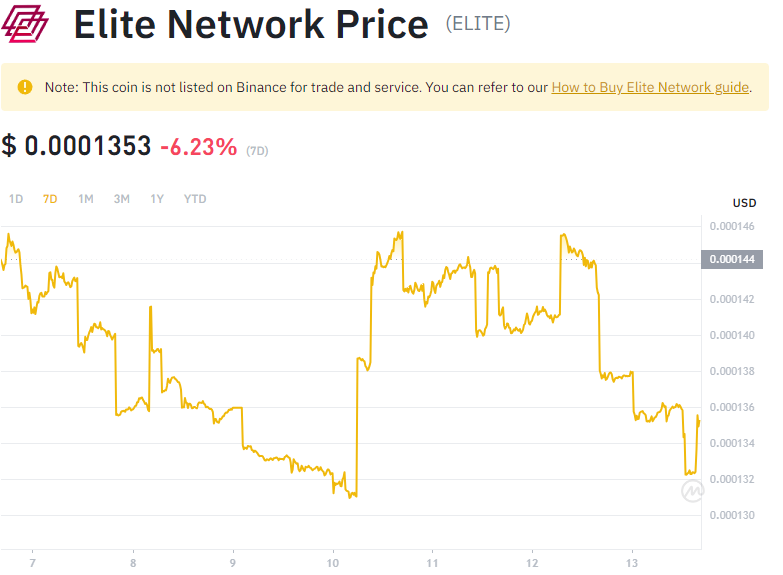 Elite Network Price (ELITE)
Note: This coin is not listed on Binance for trade and service. You can refer to our How to Buy Elite Network guide.
$ 0.0001353 -6.23% (7D)
1D 7D 1M 3M 1Y YTD
USD
0.000146
0.000144
0.000142
0.000140
0.000138
0.000136
0.000134
0.000132
0.000130
7 8 9 10 11 12 13